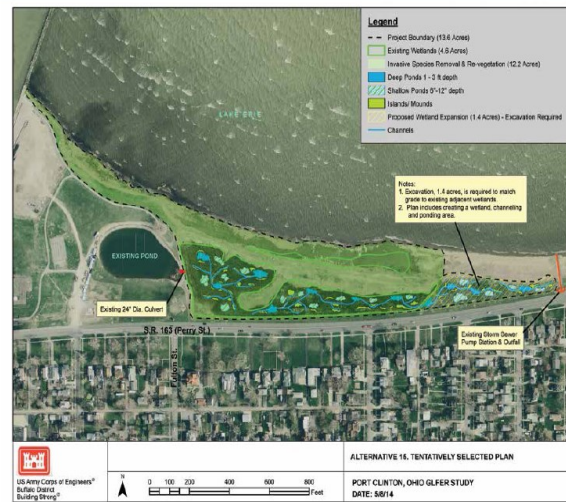 Legend
Project Boundary (13.6 Acres)
Existing Wetlands (4.6 Acres)
Invasive Species Removal & Re-vegetation (12.2 Acres)
Deep Ponds 1 - 3 ft depth
Shallow Ponds 6"-12" depth
Islands/ Mounds
Proposed Wetland Expansion (1.4 Acres) - Excavation Required
Channels
LAKE ERIE
Notes:
1. Excavation, 1.4 acres, is required to match
grade to existing adjacent wetlands.
2. Plan includes creating a wetland, channeling
and ponding area.
EXISTING POND
Existing 24" Dia. Culvert
S.R. 163 (Perry St.)
Fulton St.
Existing Storm Sewer
Pump Station & Outfall
US Army Corps of Engineers®
Buffalo District
Building Strong®
N
0 50 100 200 400 600 800
Feet
ALTERNATIVE 15. TENTATIVELY SELECTED PLAN
PORT CLINTON, OHIO GLFER STUDY
DATE: 5/8/14